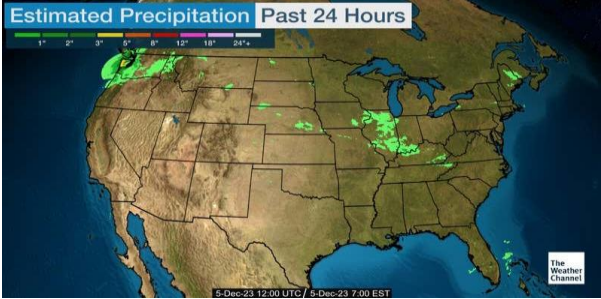 Estimated Precipitation Past 24 Hours
1" 2" 3" 5" 8" 12" 18" 24"+
The
Weather
Channel
5-Dec-23 12:00 UTC / 5-Dec-23 7:00 EST